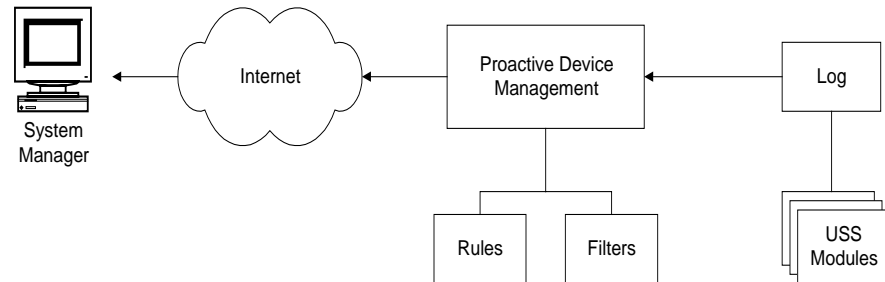 System
Manager
Internet
Proactive Device
Management
Log
Rules
Filters
USS
Modules